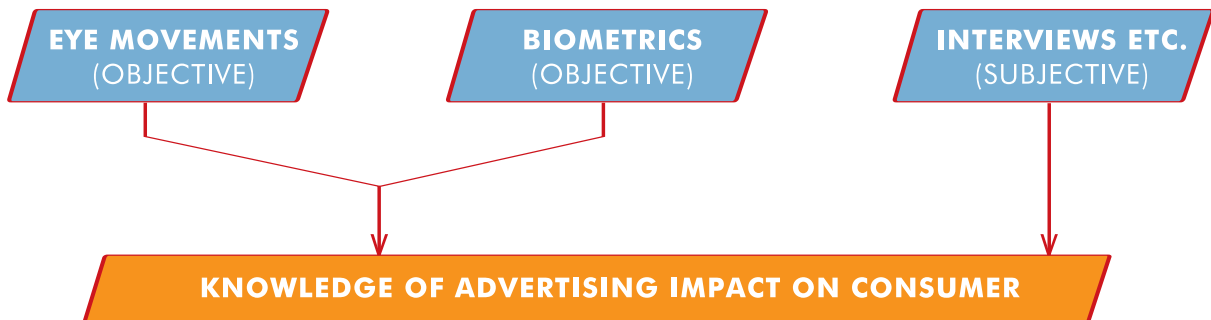 EYE MOVEMENTS
(OBJECTIVE)
BIOMETRICS
(OBJECTIVE)
INTERVIEWS ETC.
(SUBJECTIVE)
KNOWLEDGE OF ADVERTISING IMPACT ON CONSUMER